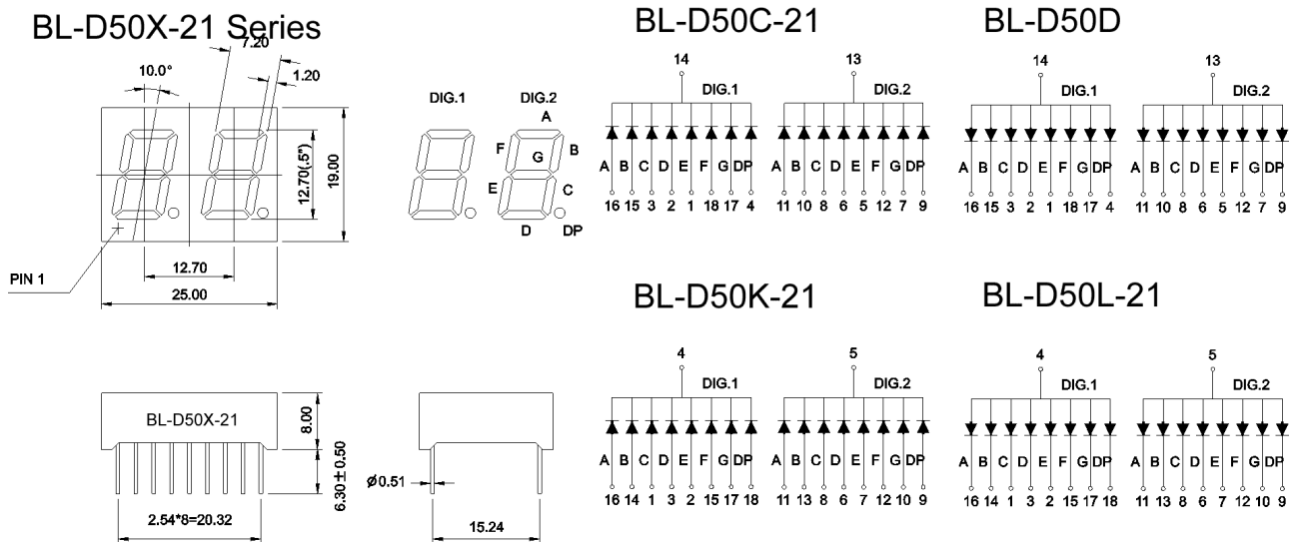 BL-D50X-21 Series
7.20
10.0°
1.20
12.70(.5")
19.00
PIN 1
12.70
25.00
DIG.1 DIG.2
A
F B
G
E C
D DP
BL-D50C-21
14 13
DIG.1 DIG.2
A B C D E F G DP A B C D E F G DP
16 15 3 2 1 18 17 4 11 10 8 6 5 12 7 9
BL-D50D
14 13
DIG.1 DIG.2
A B C D E F G DP A B C D E F G DP
16 15 3 2 1 18 17 4 11 10 8 6 5 12 7 9
BL-D50X-21
8.00
6.30±0.50
2.54*8=20.32
Ø0.51
15.24
BL-D50K-21
4 5
DIG.1 DIG.2
A B C D E F G DP A B C D E F G DP
16 14 1 3 2 15 17 18 11 13 8 6 7 12 10 9
BL-D50L-21
4 5
DIG.1 DIG.2
A B C D E F G DP A B C D E F G DP
16 14 1 3 2 15 17 18 11 13 8 6 7 12 10 9